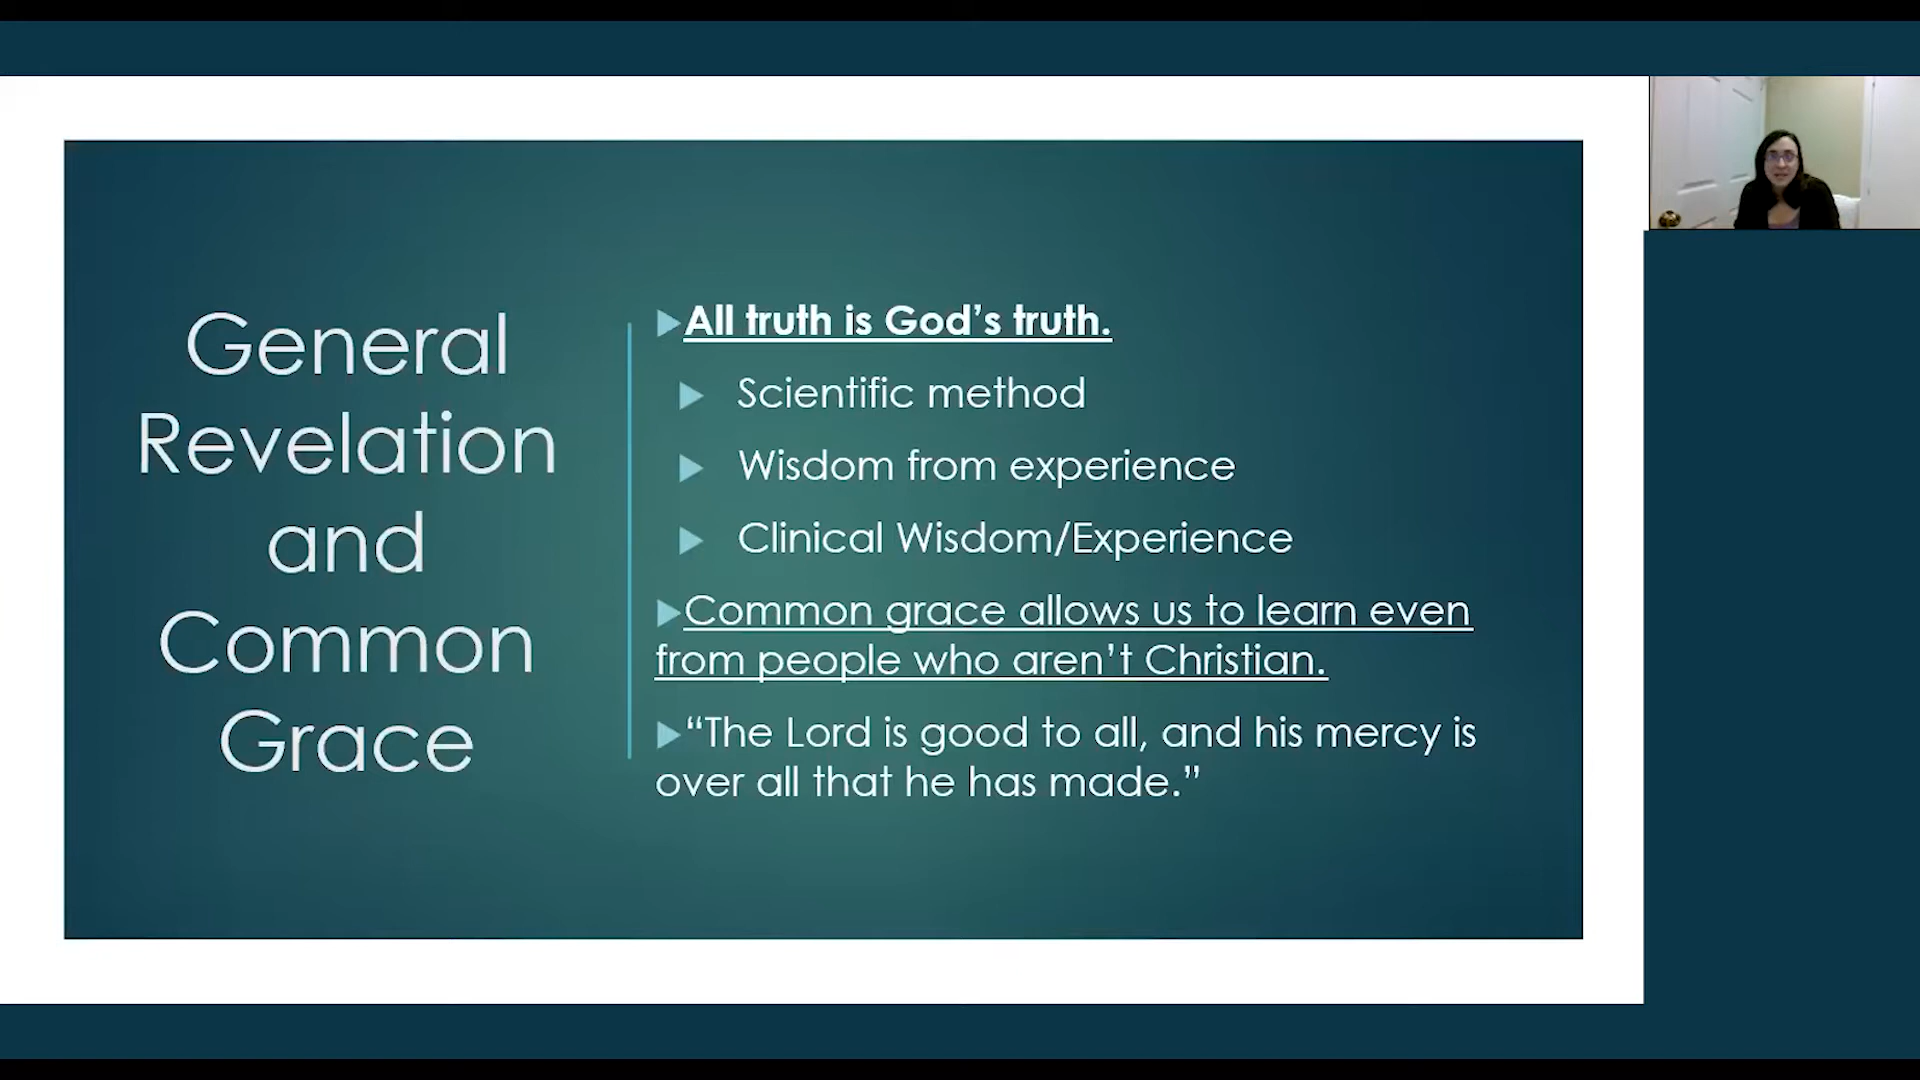 General
Revelation
and
Common
Grace
All truth is God’s truth.
Scientific method
Wisdom from experience
Clinical Wisdom/Experience
Common grace allows us to learn even
from people who aren’t Christian.
“The Lord is good to all, and his mercy is
over all that he has made.”